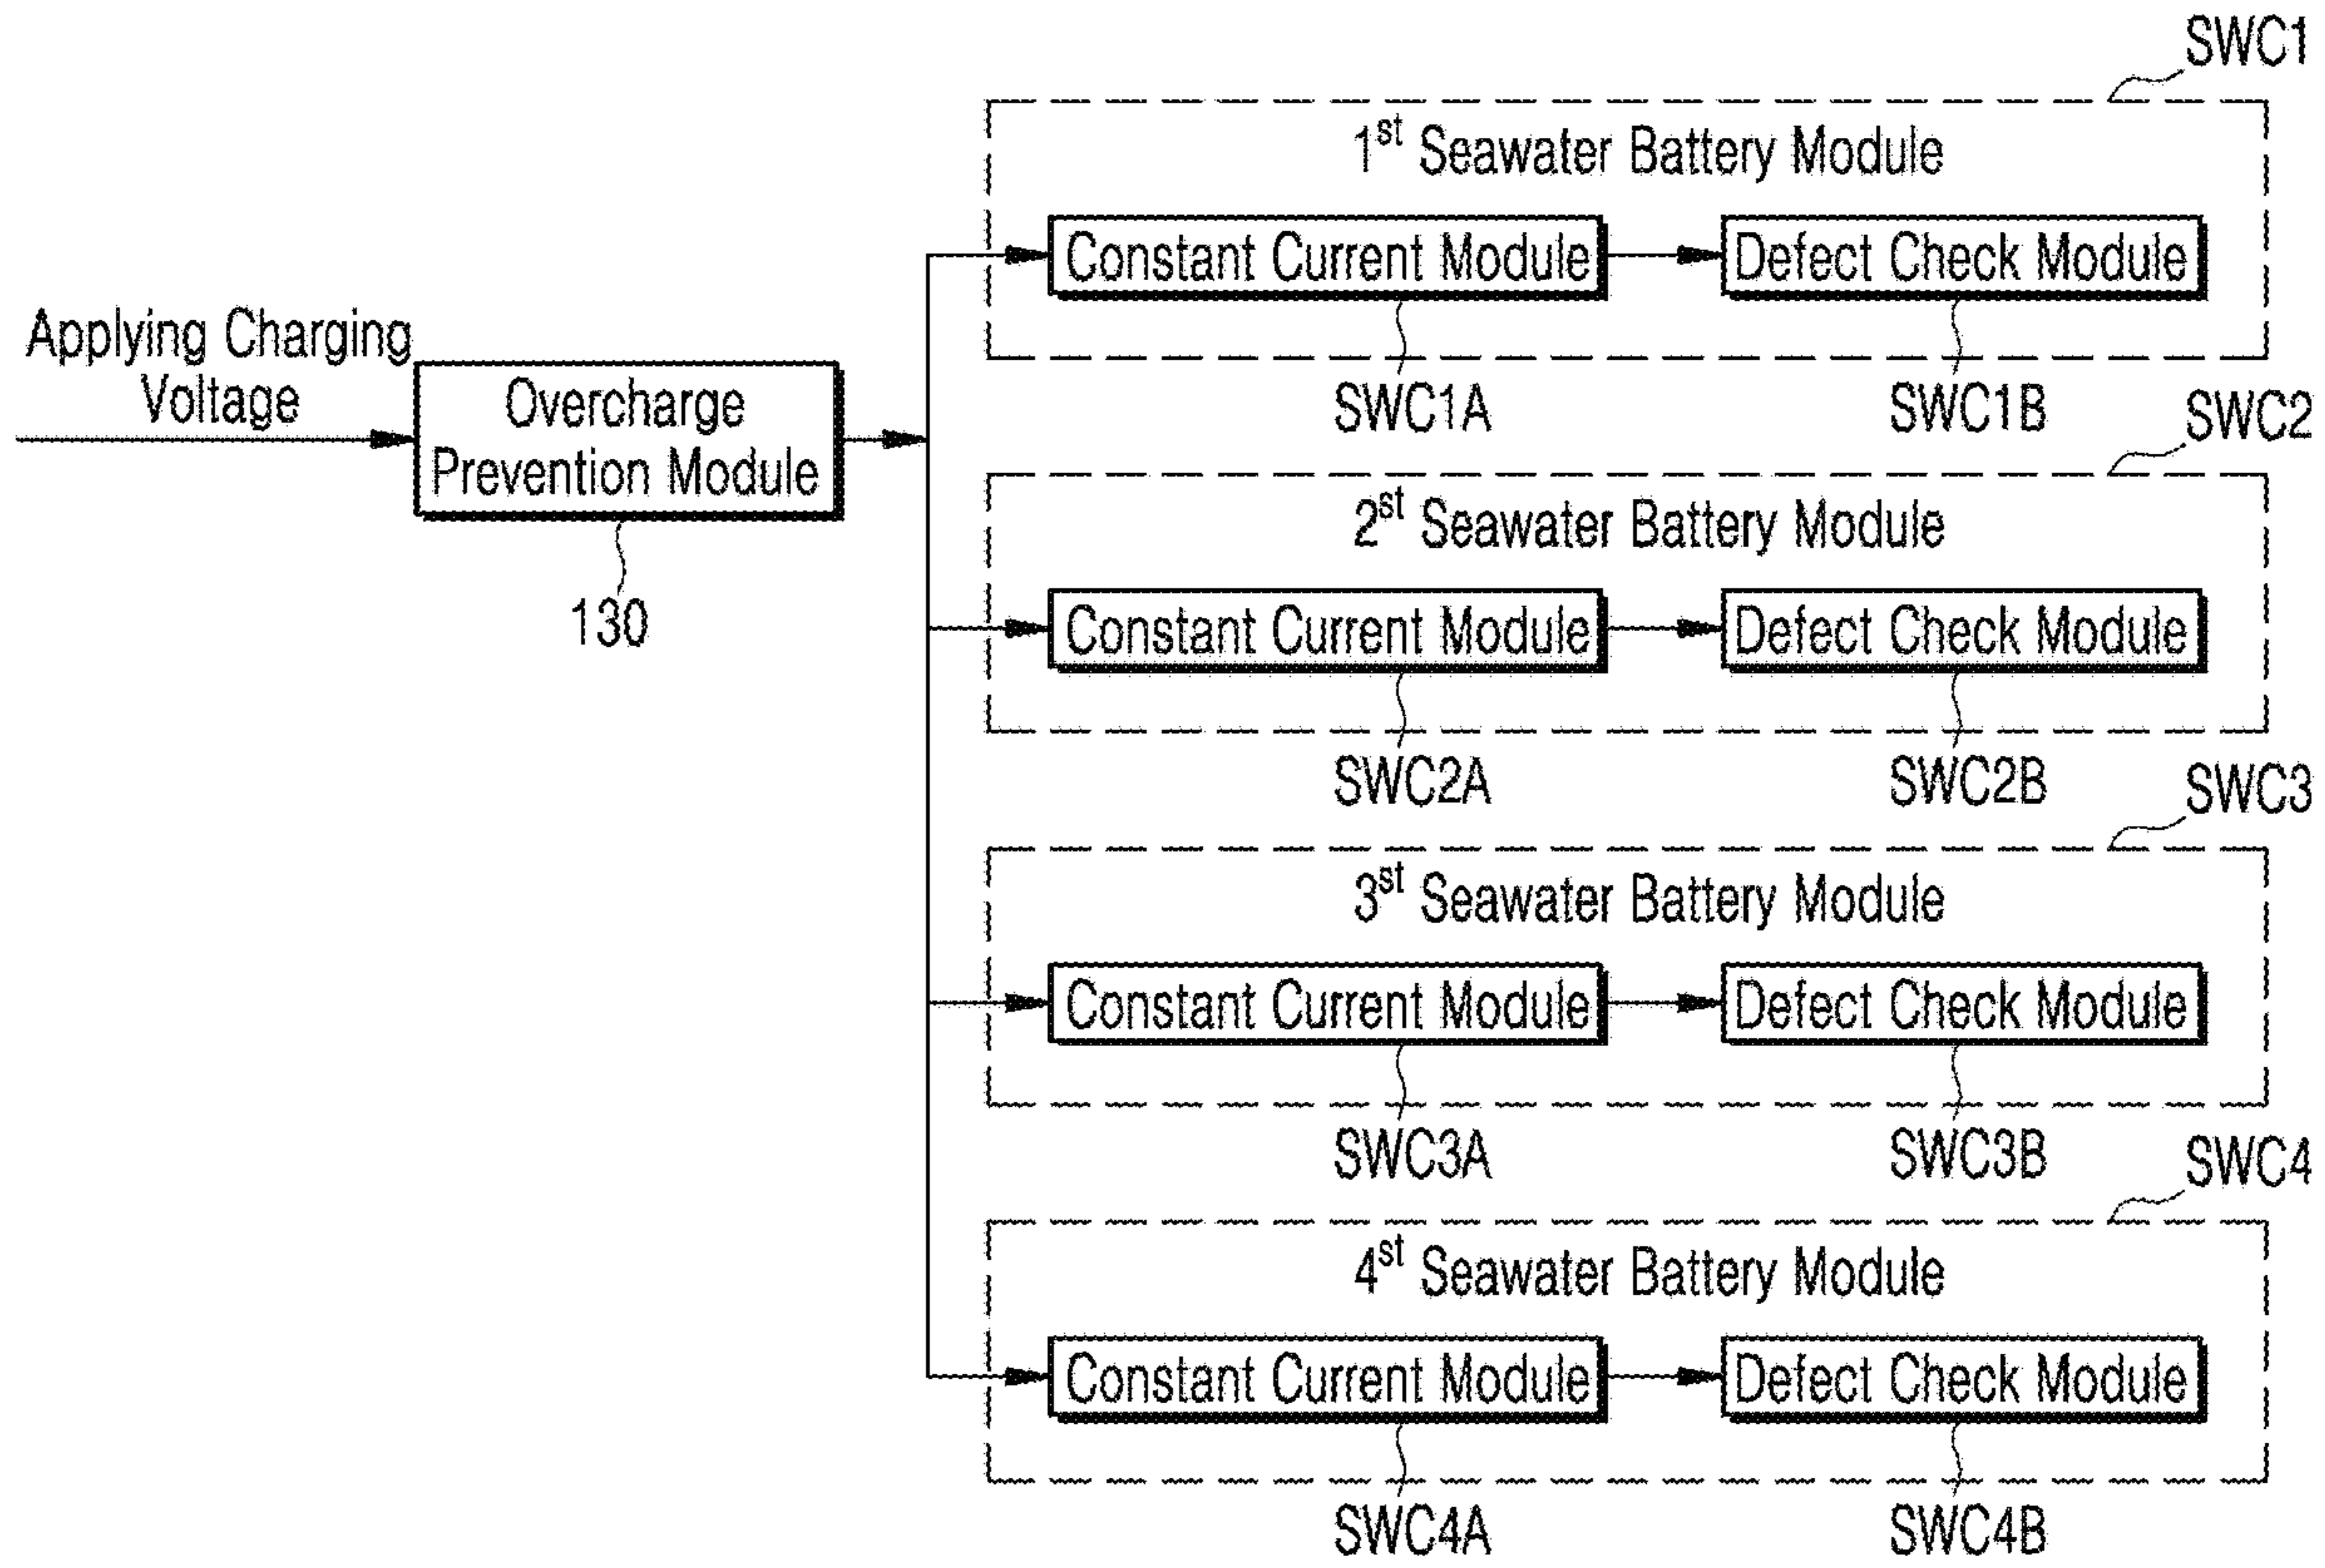 SWC1
1st Seawater Battery Module
Constant Current Module
Defect Check Module
SWC1A
SWC1B
Applying Charging
Voltage
Overcharge
Prevention Module
130
SWC2
2st Seawater Battery Module
Constant Current Module
Defect Check Module
SWC2A
SWC2B
SWC3
3st Seawater Battery Module
Constant Current Module
Defect Check Module
SWC3A
SWC3B
SWC4
4st Seawater Battery Module
Constant Current Module
Defect Check Module
SWC4A
SWC4B